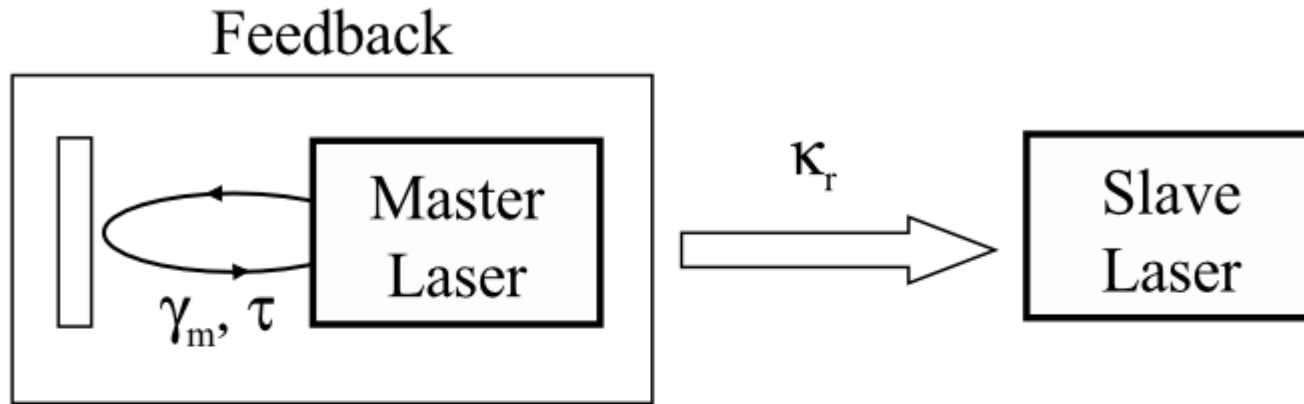 Feedback
Master
Laser
γm, τ
κr
Slave
Laser